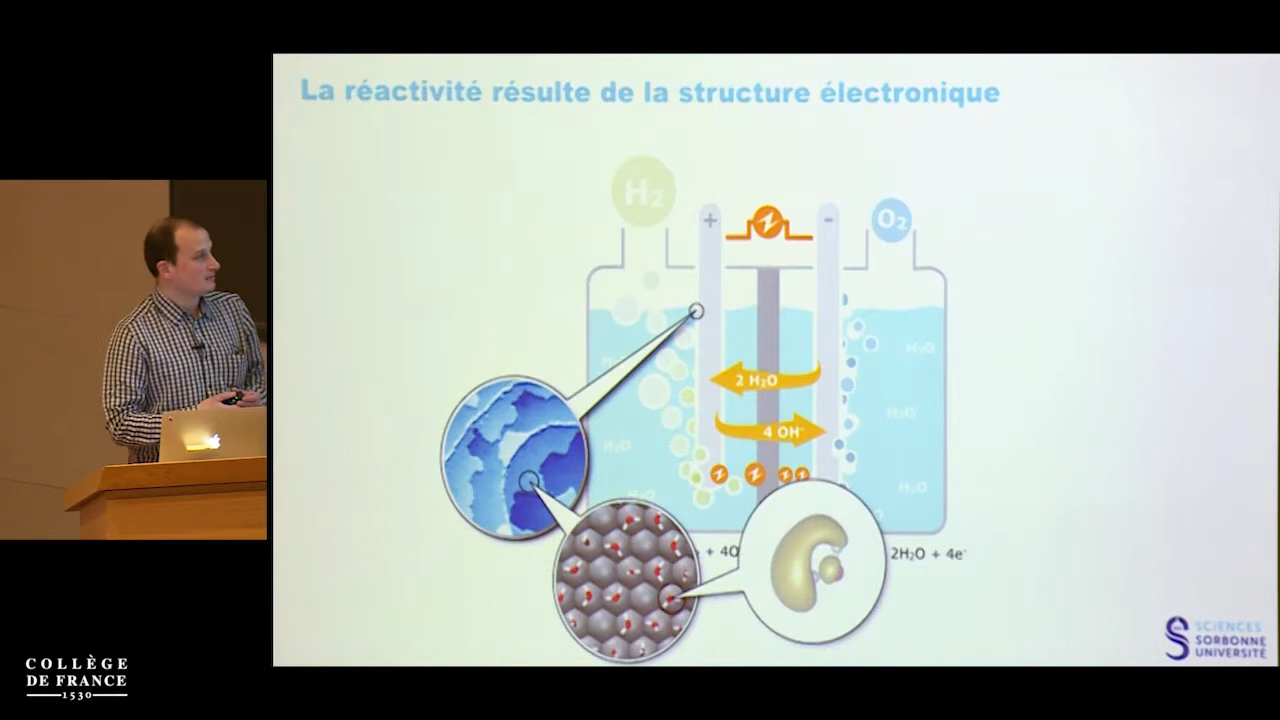 La réactivité résulte de la structure électronique
H₂
+
-
O₂
H₂O
2 H₂O
H₂O
4 OH⁻
H₂O
H₂O
H₂O
+ 4O
2H₂O + 4e⁻
SCIENCES
SORBONNE
UNIVERSITÉ
COLLÈGE
DE FRANCE
1530